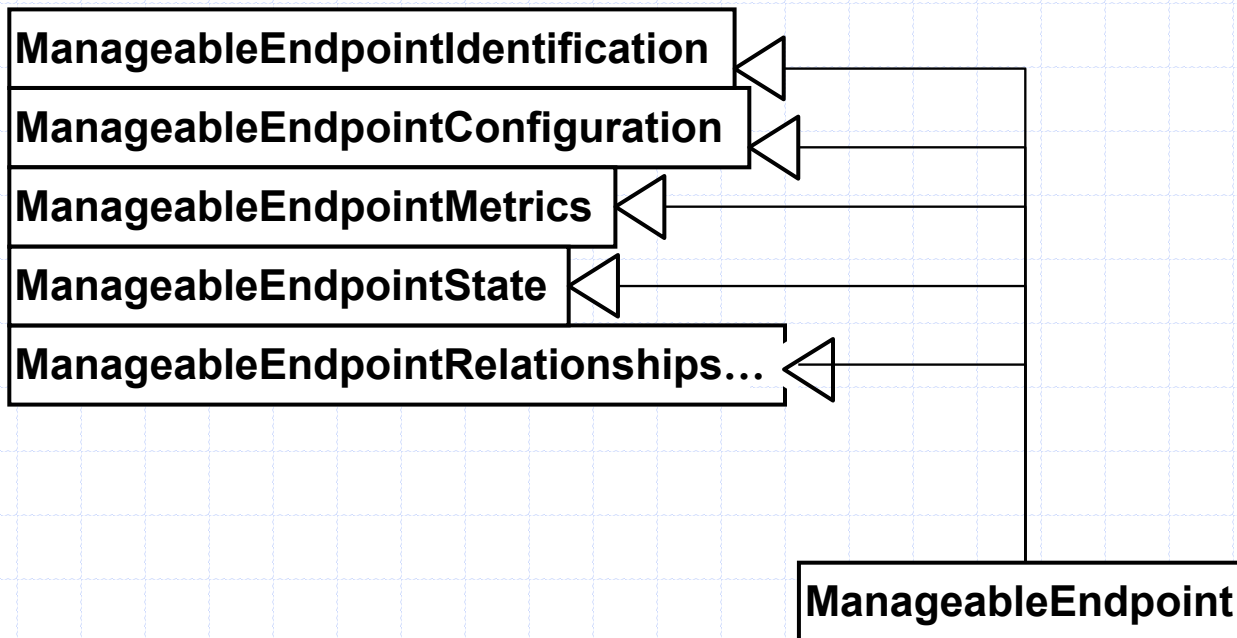 ManageableEndpointIdentification
ManageableEndpointConfiguration
ManageableEndpointMetrics
ManageableEndpointState
ManageableEndpointRelationships...
ManageableEndpoint